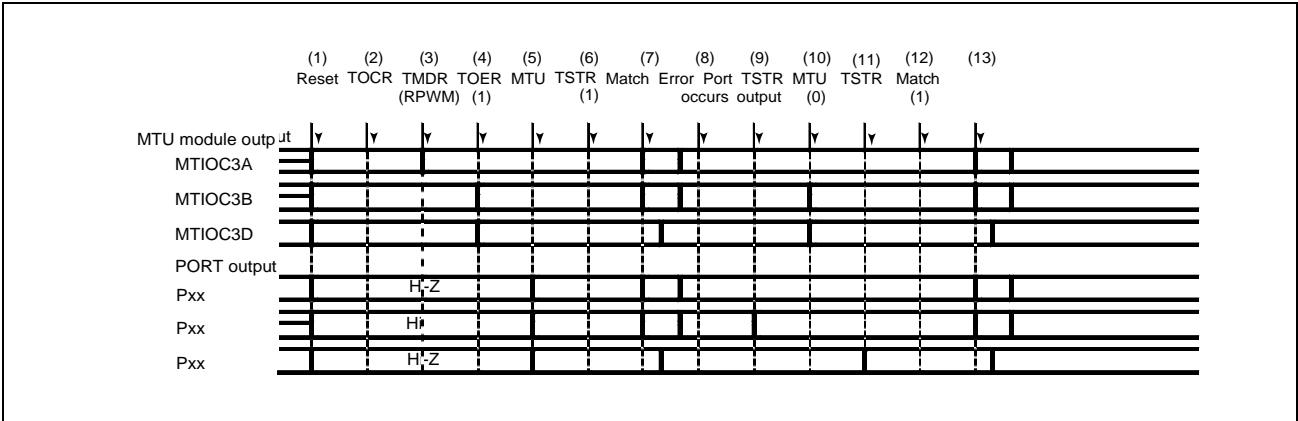 (1) (2) (3) (4) (5) (6) (7) (8) (9) (10) (11) (12) (13)
Reset TOCR TMDR TOER MTU TSTR Match Error Port TSTR MTU TSTR Match
(RPWM) (1) (1) occurs output (0) (1)
MTU module output
MTIOC3A
MTIOC3B
MTIOC3D
PORT output
Pxx H-Z
Pxx Hi
Pxx H-Z